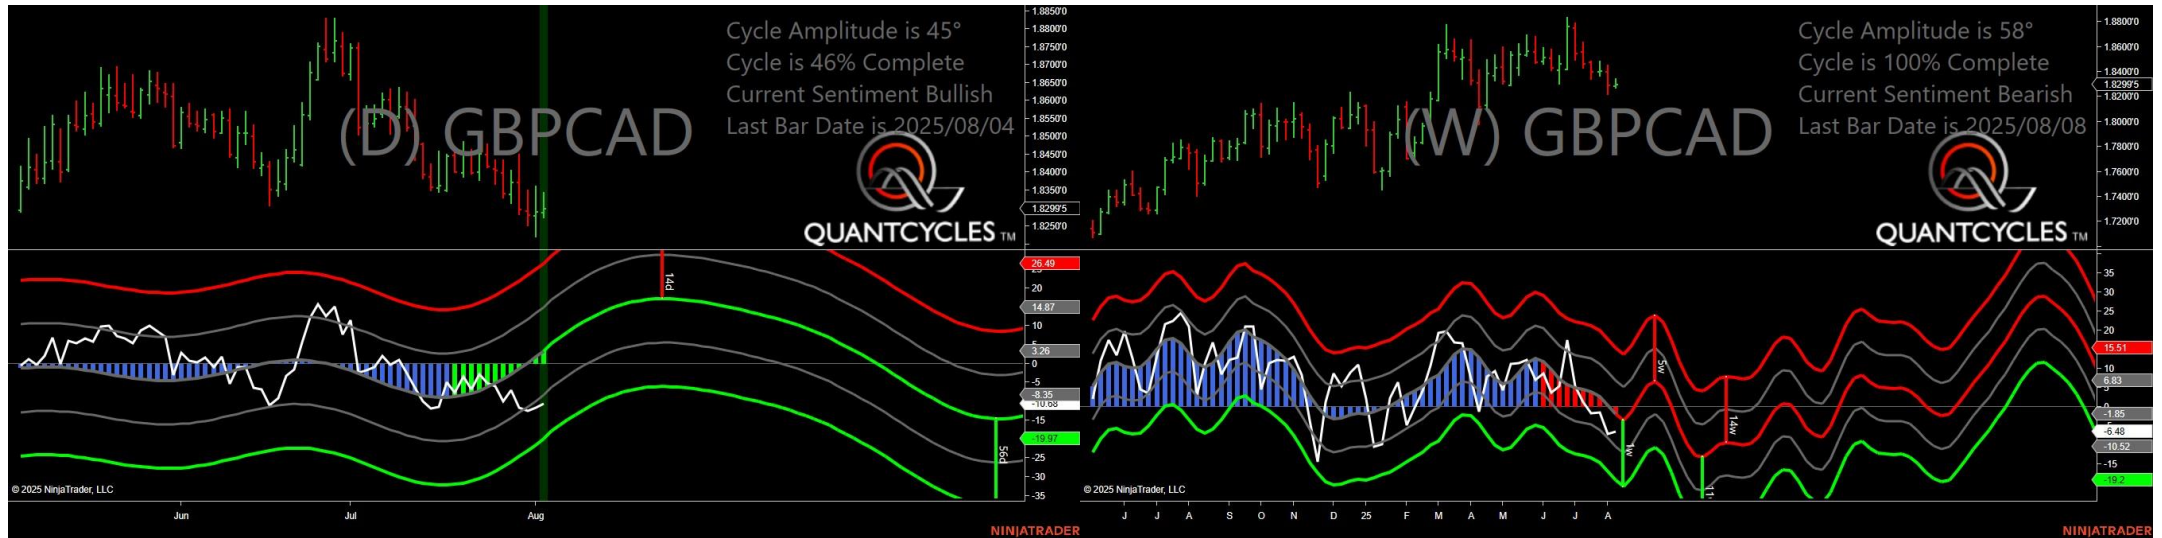 Cycle Amplitude is 45°
Cycle is 46% Complete
Current Sentiment Bullish
Last Bar Date is 2025/08/04
(D) GBPCAD
QUANTCYCLES TM
1.8850'0
1.8800'0
1.8750'0
1.8700'0
1.8650'0
1.8600'0
1.8550'0
1.8500'0
1.8450'0
1.8400'0
1.8350'0
1.8299'5
1.8250'0
14d
56d
26.49
20
14.87
10
5
3.26
0
-5
-8.35
-10.68
-15
-19.97
-25
-30
-35
© 2025 NinjaTrader, LLC
Jun
Jul
Aug
NINJATRADER
Cycle Amplitude is 58°
Cycle is 100% Complete
Current Sentiment Bearish
Last Bar Date is 2025/08/08
(W) GBPCAD
QUANTCYCLES TM
1.8800'0
1.8600'0
1.8400'0
1.8299'5
1.8200'0
1.8000'0
1.7800'0
1.7600'0
1.7400'0
1.7200'0
5w
14w
1w
35
30
25
20
15.51
10
6.83
0
-1.85
-6.48
-10.52
-15
-19.2
© 2025 NinjaTrader, LLC
J
J
A
S
O
N
D
25
F
M
A
M
J
J
A
NINJATRADER